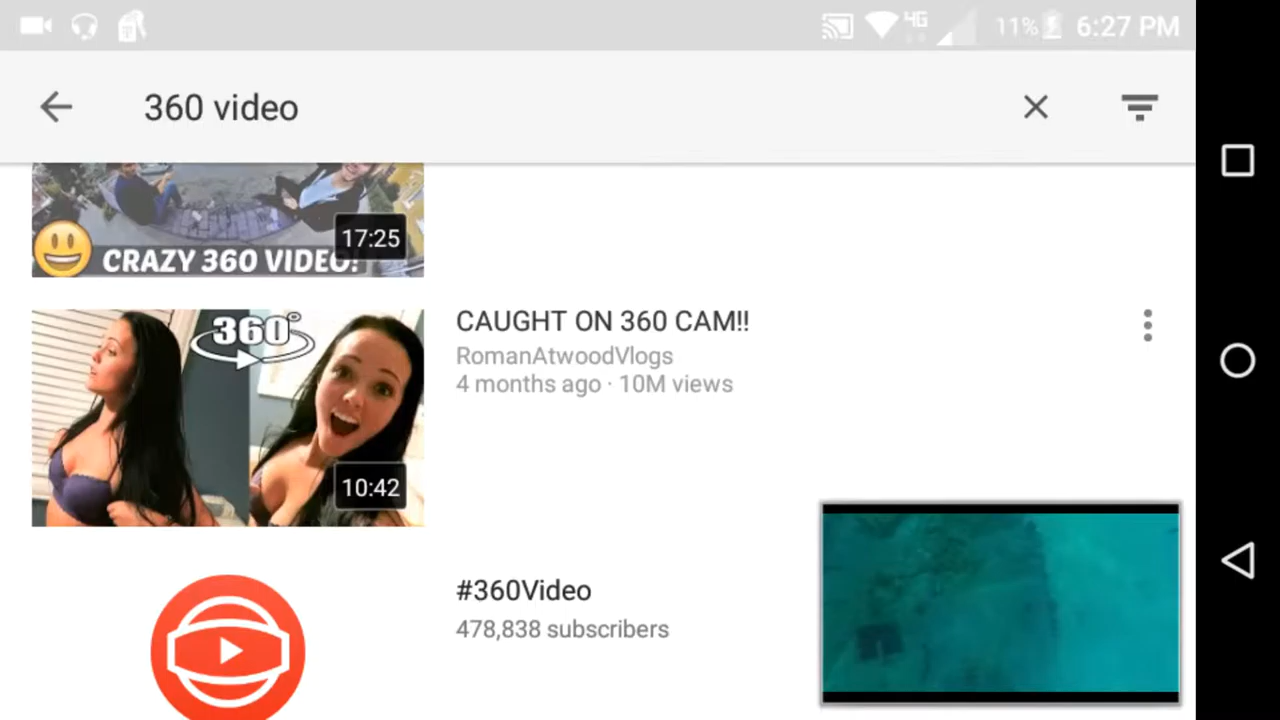 4G 11% 6:27 PM
360 video
17:25
CRAZY 360 VIDEO!
360°
10:42
CAUGHT ON 360 CAM!!
RomanAtwoodVlogs
4 months ago · 10M views
#360Video
478,838 subscribers